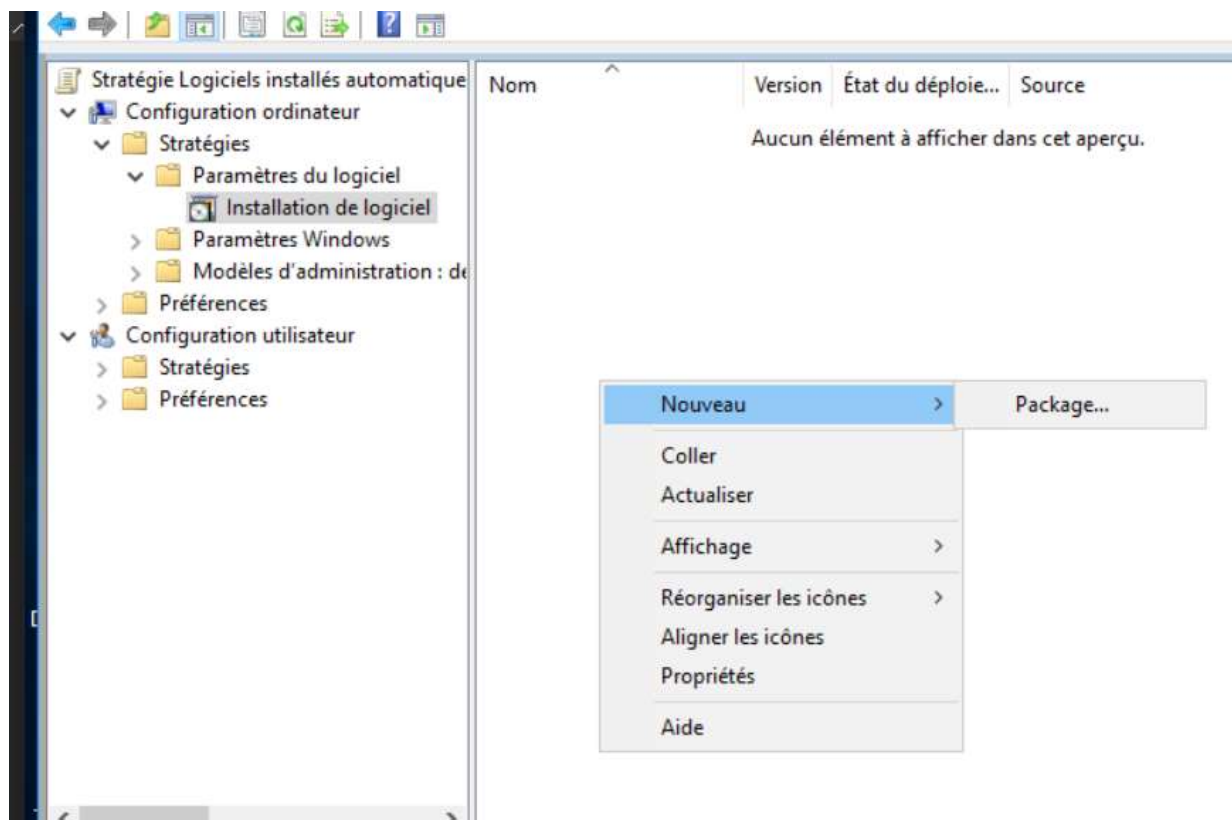 Stratégie Logiciels installés automatique
Configuration ordinateur
Stratégies
Paramètres du logiciel
Installation de logiciel
Paramètres Windows
Modèles d'administration : de
Préférences
Configuration utilisateur
Stratégies
Préférences
Nom Version État du déploie... Source
Aucun élément à afficher dans cet aperçu.
Nouveau
Package...
Coller
Actualiser
Affichage
Réorganiser les icônes
Aligner les icônes
Propriétés
Aide